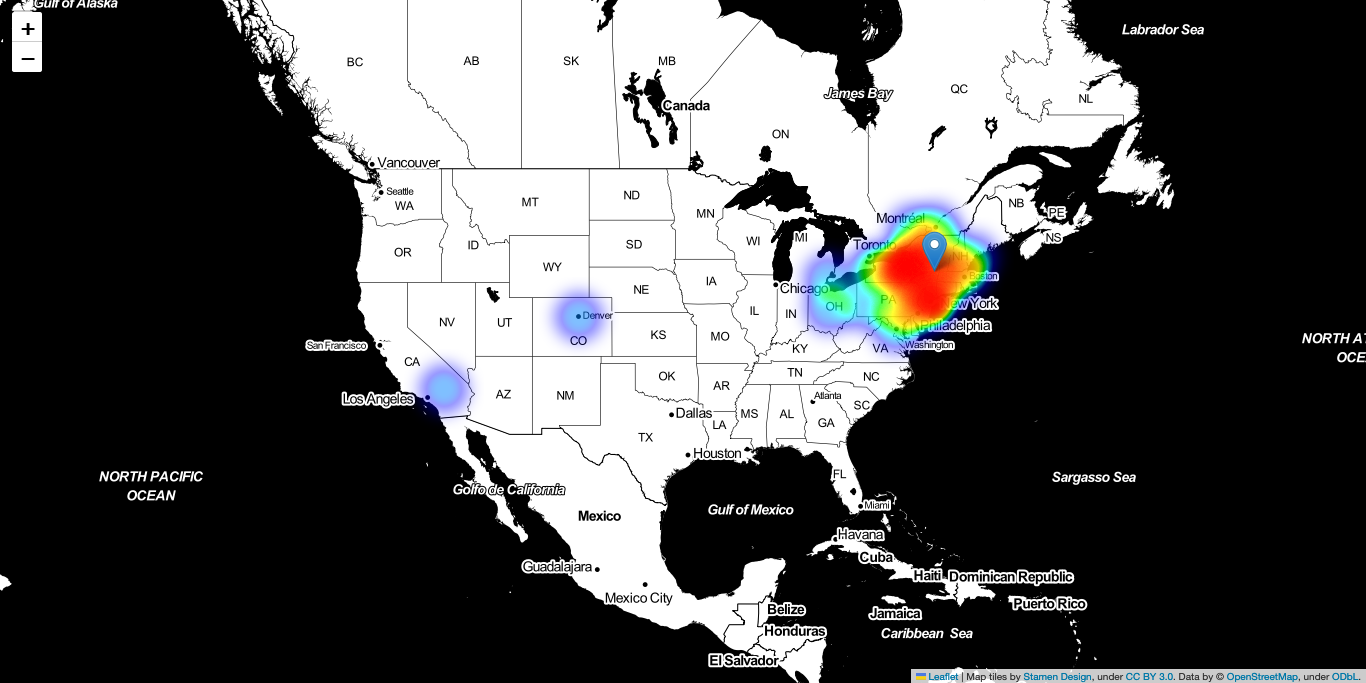 Gulf of Alaska
+
−
Labrador Sea
BC
AB
SK
MB
QC
James Bay
NL
Canada
ON
Vancouver
Seattle
WA
MT
ND
MN
NB
PE
Montréal
NS
OR
ID
SD
WI
MI
Toronto
NH
WY
Boston
IA
NE
Chicago
OH
PA
New York
NV
UT
Denver
IL
IN
Philadelphia
CO
KS
MO
San Francisco
KY
VA
Washington
NORTH AT
OCE
CA
OK
TN
NC
AZ
NM
AR
Atlanta
Los Angeles
SC
Dallas
MS
AL
LA
GA
TX
Houston
NORTH PACIFIC
OCEAN
Golfo de California
FL
Sargasso Sea
Miami
Gulf of Mexico
Mexico
Havana
Cuba
Guadalajara
Haiti
Dominican Republic
Mexico City
Puerto Rico
Belize
Jamaica
Honduras
Caribbean Sea
El Salvador
Leaflet | Map tiles by Stamen Design, under CC BY 3.0. Data by © OpenStreetMap, under ODbL.